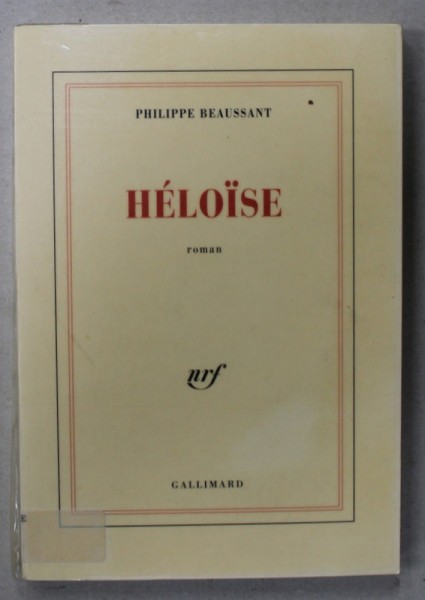 PHILIPPE BEAUSSANT
HÉLOÏSE
roman
nrf
GALLIMARD
E